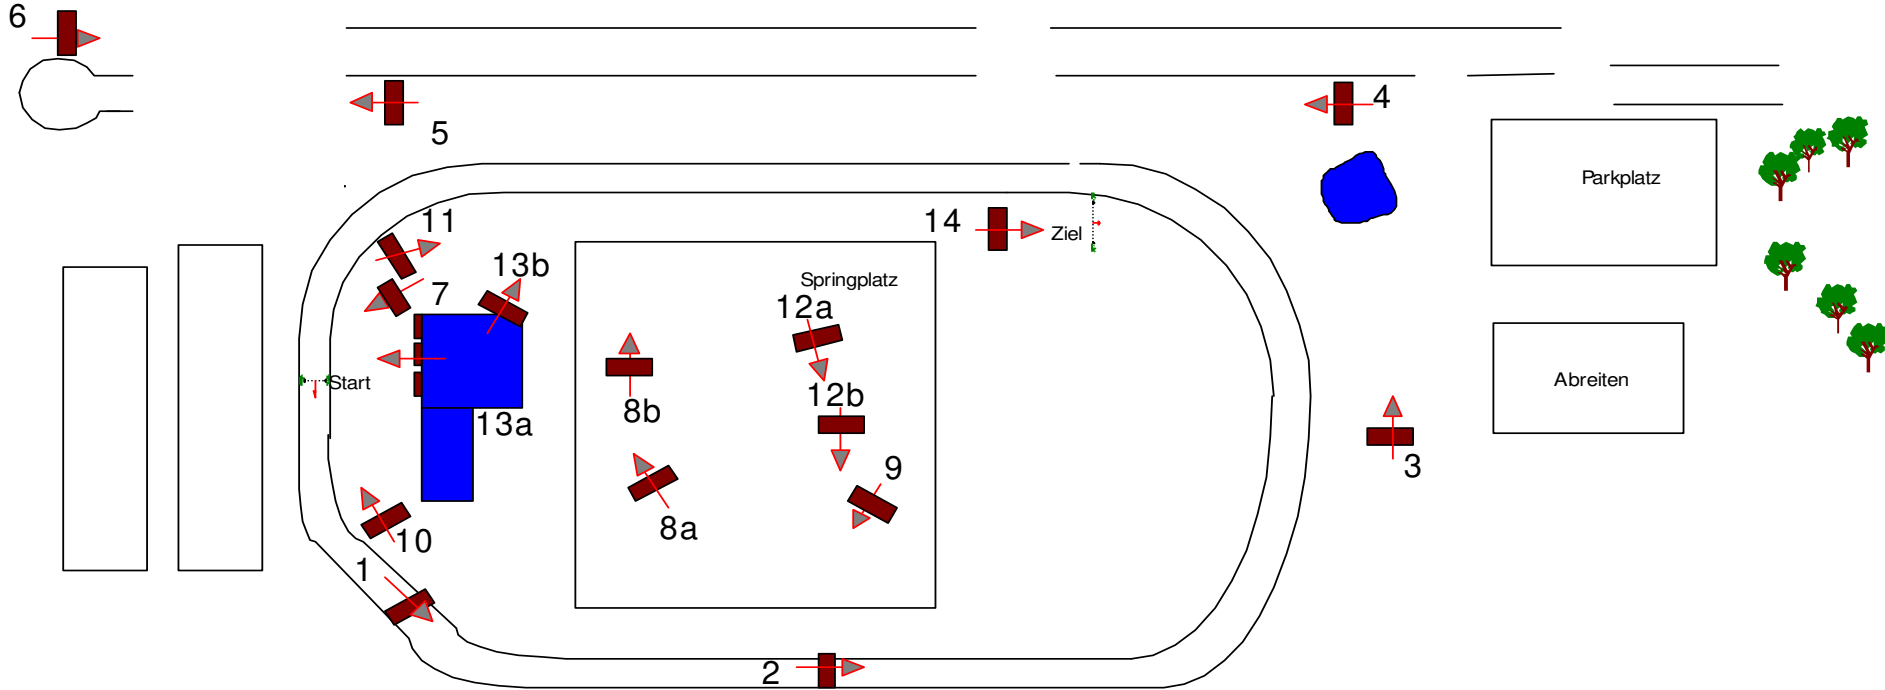 6
4
5
Parkplatz
11
14
Ziel
13b
Springplatz
7
12a
Start
Abreiten
12b
8b
13a
9
3
8a
10
1
2